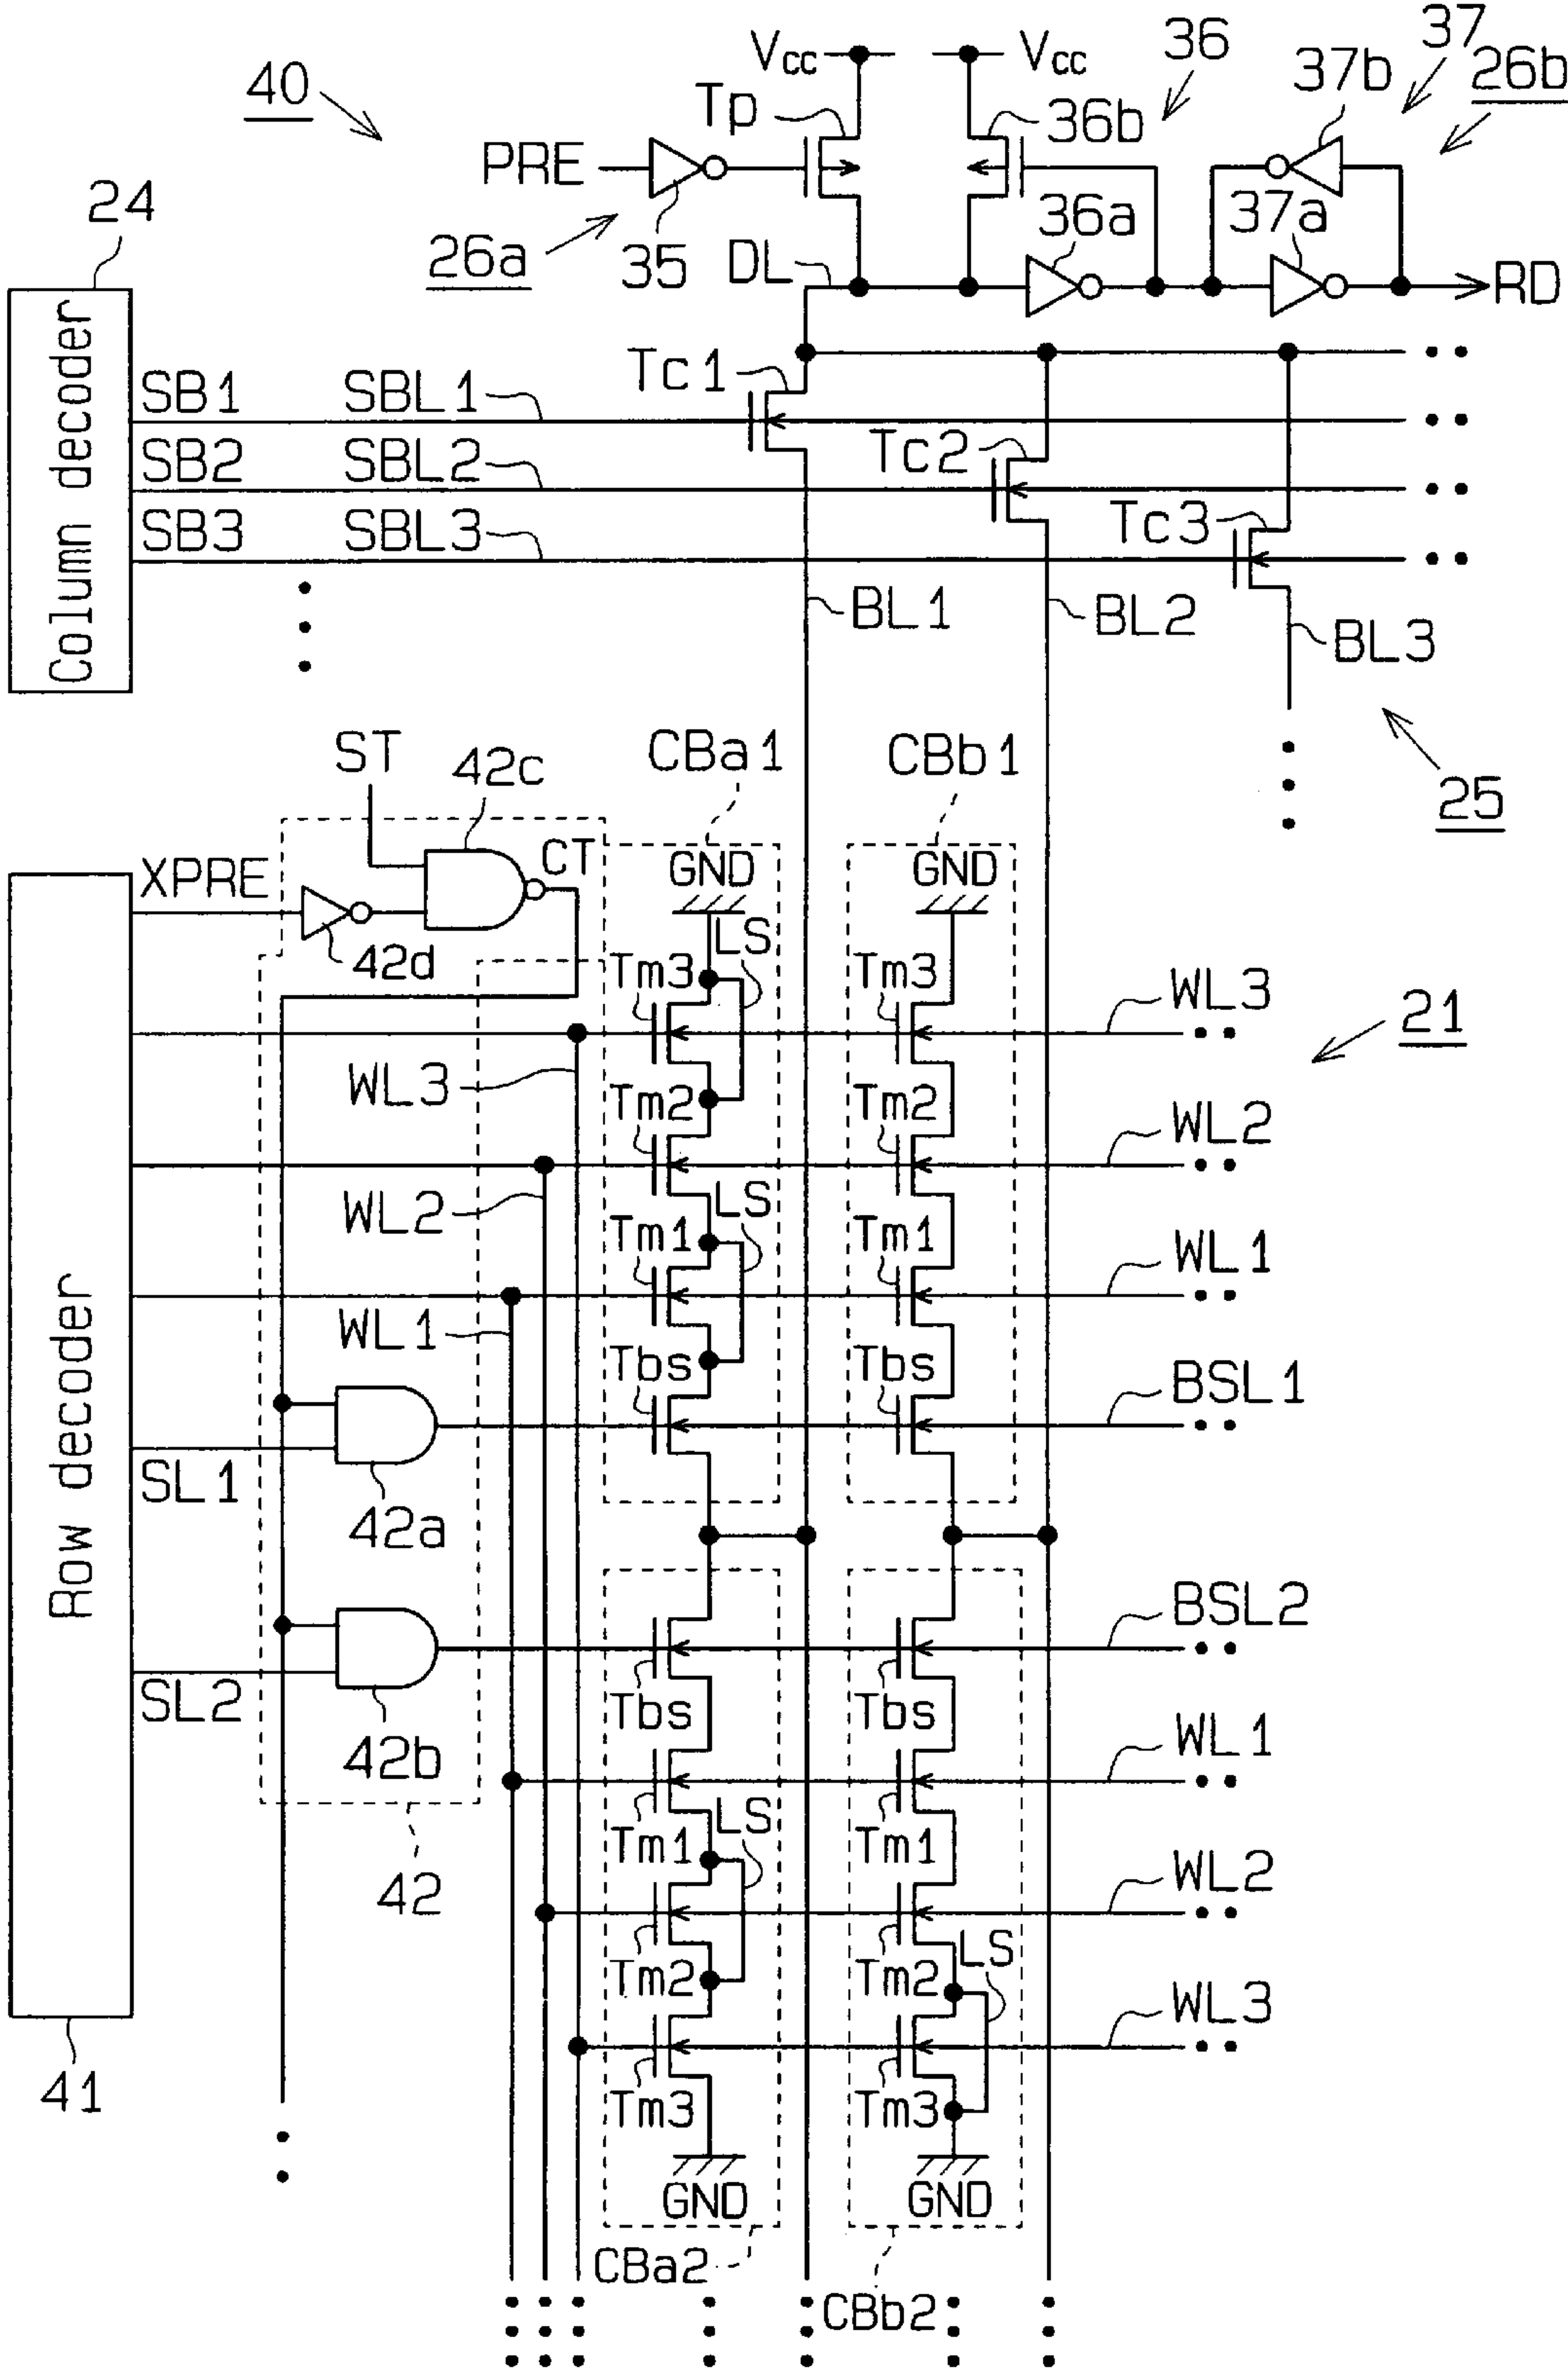 40
Vcc
Vcc
36
37
37b
26b
Tp
36b
PRE
24
26a
35
DL
36a
37a
RD
Column decoder
SB1
SBL1
Tc1
SB2
SBL2
Tc2
SB3
SBL3
Tc3
BL1
BL2
BL3
25
ST
42c
CBa1
CBb1
XPRE
CT
GND
GND
42d
LS
Tm3
Tm3
WL3
21
WL3
Tm2
Tm2
WL2
WL2
LS
Tm1
Tm1
WL1
WL1
Tbs
Tbs
BSL1
Row decoder
SL1
42a
BSL2
SL2
42b
Tbs
Tbs
WL1
LS
Tm1
Tm1
42
WL2
LS
Tm2
Tm2
WL3
41
Tm3
Tm3
GND
GND
CBa2
CBb2